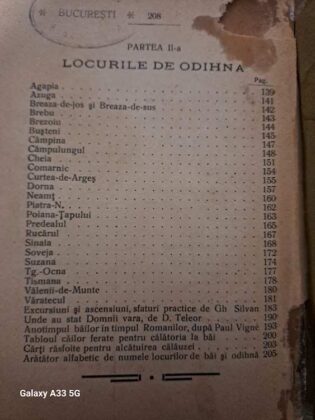 BUCUREȘTI
208
PARTEA II-a
LOCURILE DE ODIHNA
Pag.
Agapia 139
Azuga 141
Breaza-de-jos și Breaza-de-sus 142
Brebu 143
Brezoiu 144
Bușteni 145
Câmpina 147
Câmpulungul 148
Cheia 151
Comarnic 154
Curtea-de-Argeș 155
Dorna 157
Neamț 160
Piatra-N. 162
Poiana-Țapului 163
Predealul 165
Rucărul 167
Sinaia 168
Soveja 172
Suzana 174
Tg.-Ocna 177
Tismana 178
Vălenii-de-Munte 180
Văratecul 181
Excursiuni și ascensiuni, sfaturi practice de Gh Silvan 183
Unde au stat Domnii vara, de D. Teleor 190
Anotimpul băilor în timpul Romanilor, după Paul Vigné 193
Tabloul căilor ferate pentru călătoria la băi 200
Cărți răsfoite pentru alcătuirea călăuzei 203
Arătător alfabetic de numele locurilor de băi și odihnă 205
Galaxy A33 5G